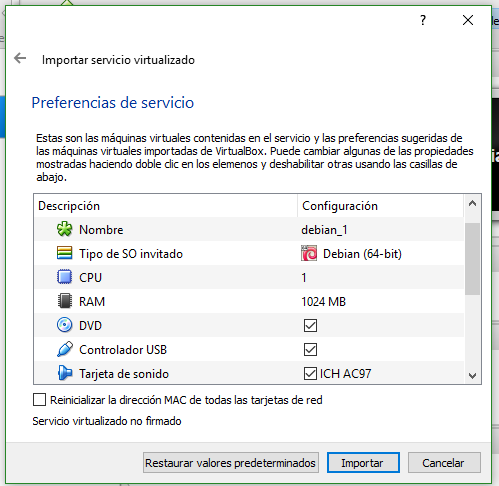 ?
Importar servicio virtualizado
Preferencias de servicio
Estas son las máquinas virtuales contenidas en el servicio y las preferencias sugeridas de
las máquinas virtuales importadas de VirtualBox. Puede cambiar algunas de las propiedades
mostradas haciendo doble clic en los elemenos y deshabilitar otras usando las casillas de
abajo.
Descripción Configuración
Nombre debian_1
Tipo de SO invitado Debian (64-bit)
CPU 1
RAM 1024 MB
DVD
Controlador USB
Tarjeta de sonido ICH AC97
Reinicializar la dirección MAC de todas las tarjetas de red
Servicio virtualizado no firmado
Restaurar valores predeterminados Importar Cancelar